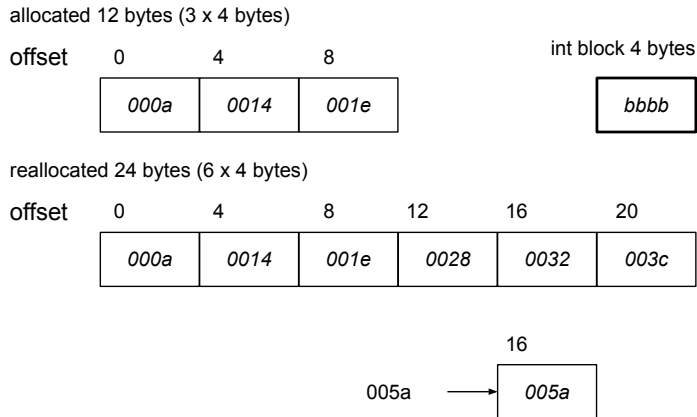 allocated 12 bytes (3 x 4 bytes)
int block 4 bytes
offset 0 4 8
000a 0014 001e bbbb
reallocated 24 bytes (6 x 4 bytes)
offset 0 4 8 12 16 20
000a 0014 001e 0028 0032 003c
16
005a 005a